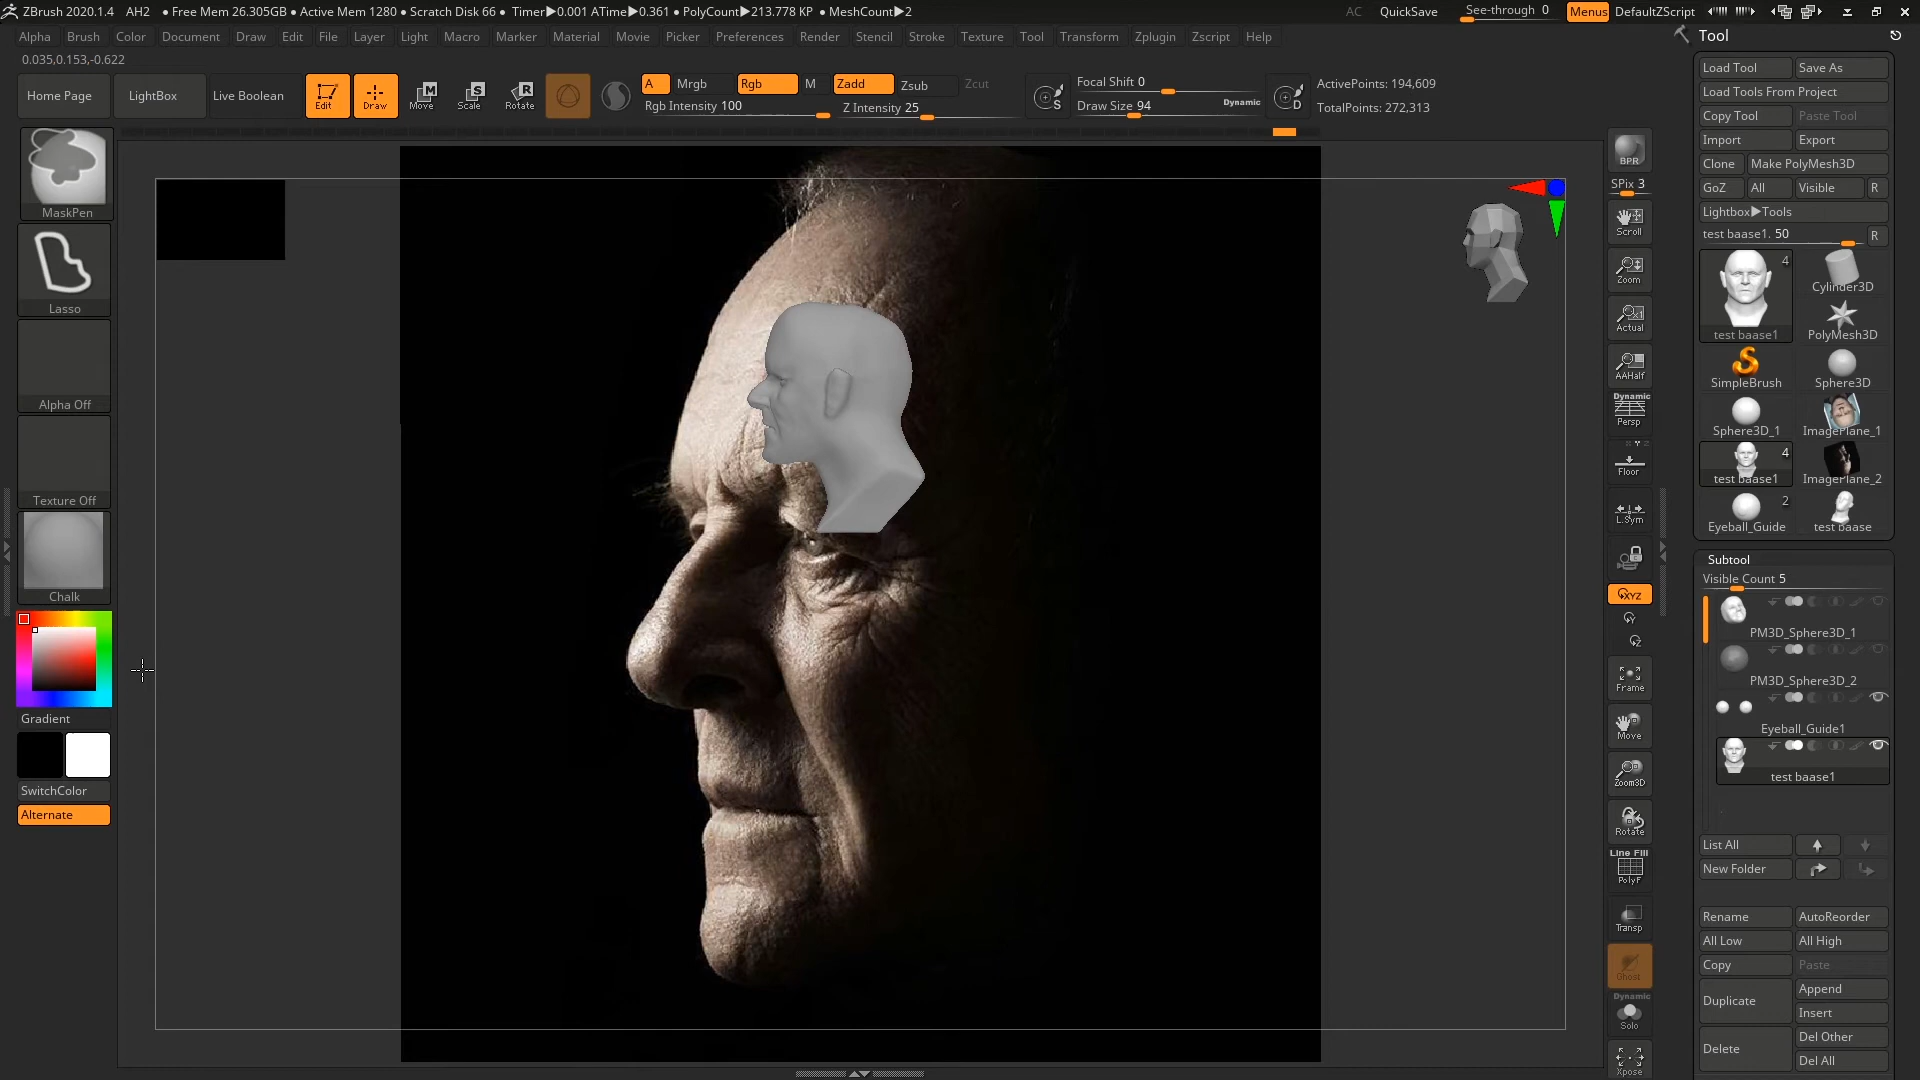 ZBrush 2020.1.4 AH2 • Free Mem 26.305GB • Active Mem 1280 • Scratch Disk 66 • Timer▶0.001 ATime▶0.361 • PolyCount▶213.778 KP • MeshCount▶2 AC QuickSave See-through 0 Menus DefaultZScript
Alpha Brush Color Document Draw Edit File Layer Light Macro Marker Material Movie Picker Preferences Render Stencil Stroke Texture Tool Transform Zplugin Zscript Help
0.035,0.153,-0.622
Home Page LightBox Live Boolean Edit Draw Move Scale Rotate
A Mrgb Rgb M Zadd Zsub Zcut
Rgb Intensity 100 Z Intensity 25
S Focal Shift 0
Draw Size 94 Dynamic D
ActivePoints: 194,609
TotalPoints: 272,313
MaskPen
Lasso
Alpha Off
Texture Off
Chalk
Gradient
SwitchColor
Alternate
BPR
SPix 3
Scroll
Zoom
Actual
AAHalf
Dynamic
Persp
Floor
L.Sym
XYZ
Y
Z
Frame
Move
Zoom3D
Rotate
Line Fill
PolyF
Transp
Ghost
Dynamic
Solo
Xpose
Tool
Load Tool Save As
Load Tools From Project
Copy Tool Paste Tool
Import Export
Clone Make PolyMesh3D
GoZ All Visible R
Lightbox▶Tools
test baase1. 50 R
4
test baase1
Cylinder3D
PolyMesh3D
SimpleBrush Sphere3D
Sphere3D_1 ImagePlane_1
4
test baase1 ImagePlane_2
2
Eyeball_Guide test baase
Subtool
Visible Count 5
PM3D_Sphere3D_1
PM3D_Sphere3D_2
Eyeball_Guide1
test baase1
List All
New Folder
Rename AutoReorder
All Low All High
Copy Paste
Duplicate Append
Insert
Delete Del Other
Del All